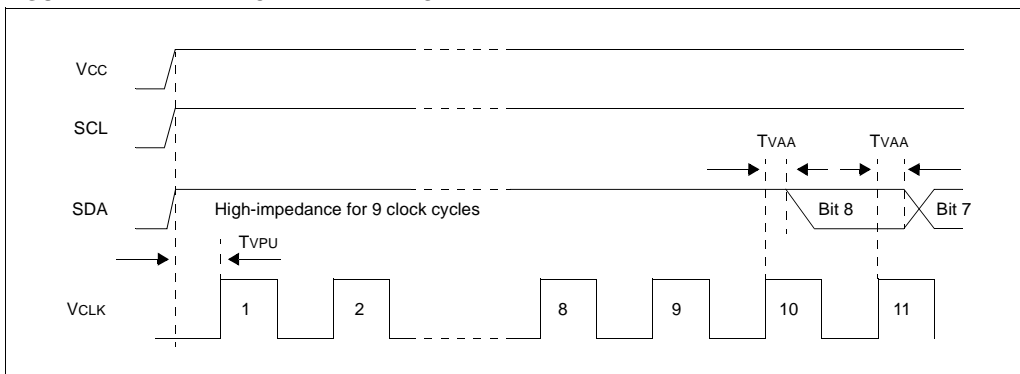 VCC
SCL
TVAA TVAA
SDA High-impedance for 9 clock cycles Bit 8 Bit 7
TVPU
VCLK 1 2 8 9 10 11